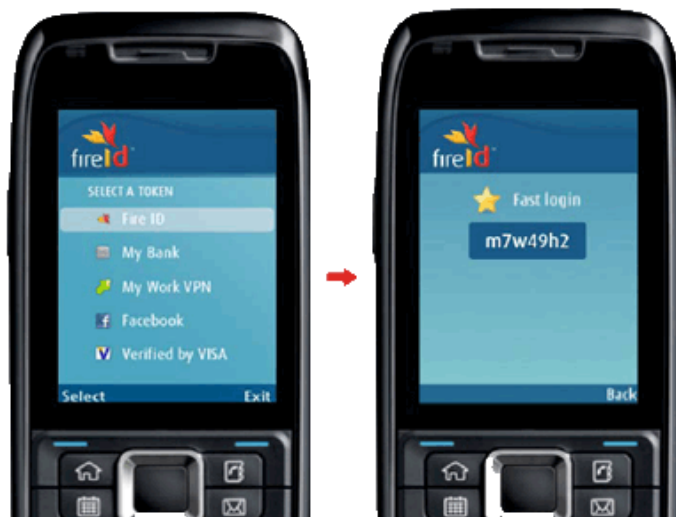 fireId
SELECT A TOKEN
Fire ID
My Bank
My Work VPN
Facebook
Verified by VISA
Select Exit
fireId
Fast login
m7w49h2
Back